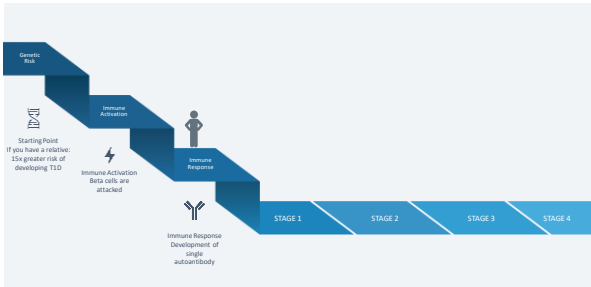 Genetic
Risk
Immune
Activation
Immune
Response
Starting Point
If you have a relative:
15x greater risk of
developing T1D
Immune Activation
Beta cells are
attacked
Immune Response
Development of
single
autoantibody
STAGE 1
STAGE 2
STAGE 3
STAGE 4